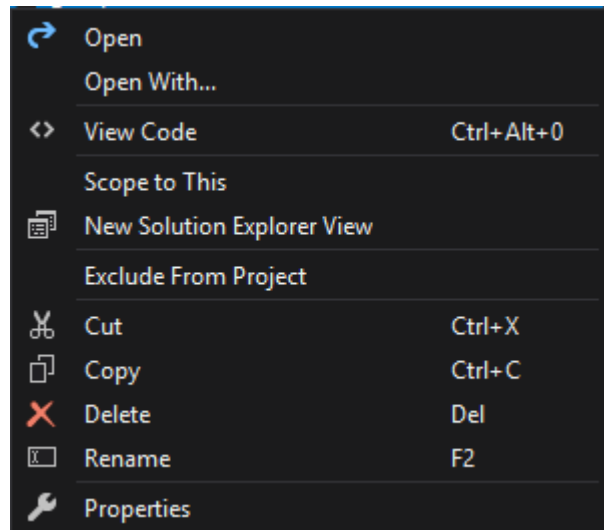 Open
Open With...
View Code Ctrl+Alt+0
Scope to This
New Solution Explorer View
Exclude From Project
Cut Ctrl+X
Copy Ctrl+C
Delete Del
Rename F2
Properties